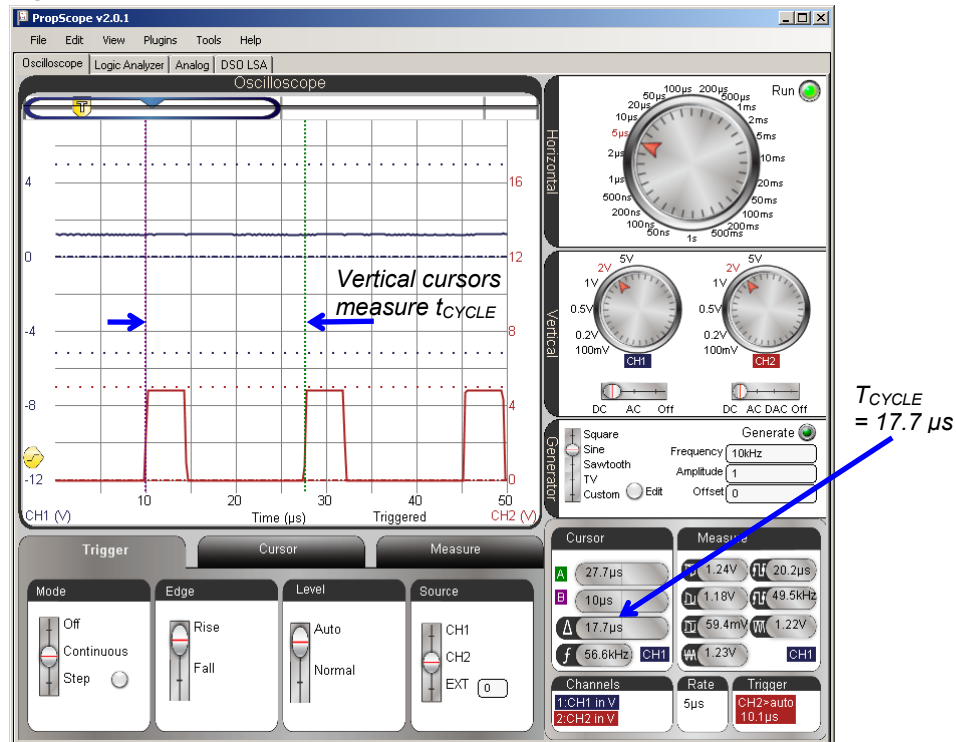 PropScope v2.0.1
File Edit View Plugins Tools Help
Oscilloscope Logic Analyzer Analog DSO LSA
Oscilloscope
T
4
0
-4
-8
-12
16
12
8
4
0
10 20 30 40 50
CH1 (V) Time (µs) Triggered CH2 (V)
Vertical cursors
measure tCYCLE
Horizontal
Run
50ns
100ns
200ns
500ns
1µs
2µs
5µs
10µs
20µs
50µs
100µs
200µs
500µs
1ms
2ms
5ms
10ms
20ms
50ms
100ms
200ms
500ms
1s
Vertical
5V
2V
1V
0.5V
0.2V
100mV
CH1
DC AC Off
5V
2V
1V
0.5V
0.2V
100mV
CH2
DC AC DAC Off
TCYCLE
= 17.7 µs
Generator
Square
Sine
Sawtooth
TV
Custom Edit
Generate
Frequency 10kHz
Amplitude 1
Offset 0
Trigger Cursor Measure
Mode
Off
Continuous
Step
Edge
Rise
Fall
Level
Auto
Normal
Source
CH1
CH2
EXT 0
Cursor
A 27.7µs
B 10µs
Δ 17.7µs
f 56.6kHz CH1
Measure
1.24V 20.2µs
1.18V 49.5kHz
59.4mV 1.22V
1.23V CH1
Channels
1:CH1 in V
2:CH2 in V
Rate
5µs
Trigger
CH2>auto
10.1µs